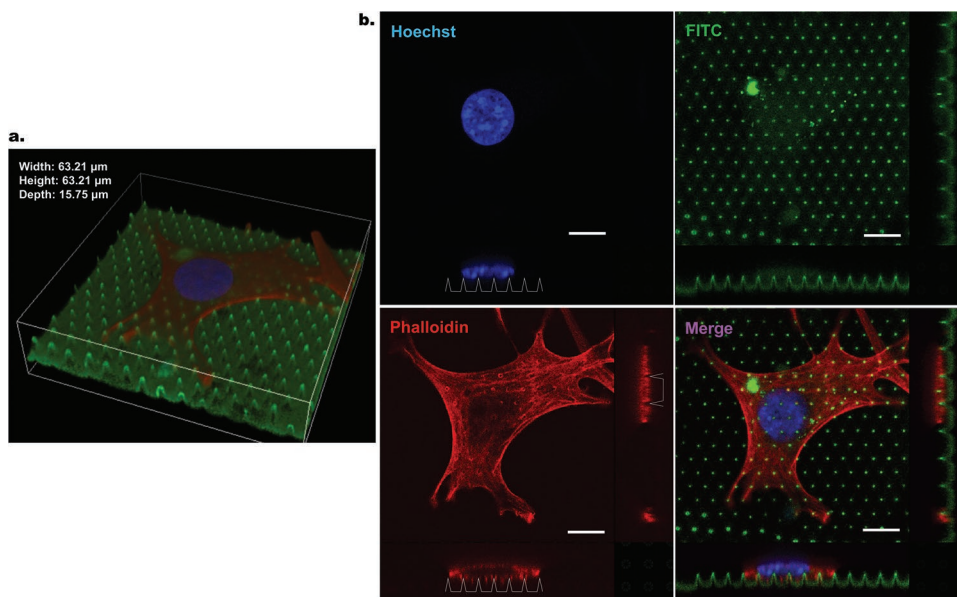 a.
Width: 63.21 µm
Height: 63.21 µm
Depth: 15.75 µm
b.
Hoechst
FITC
Phalloidin
Merge